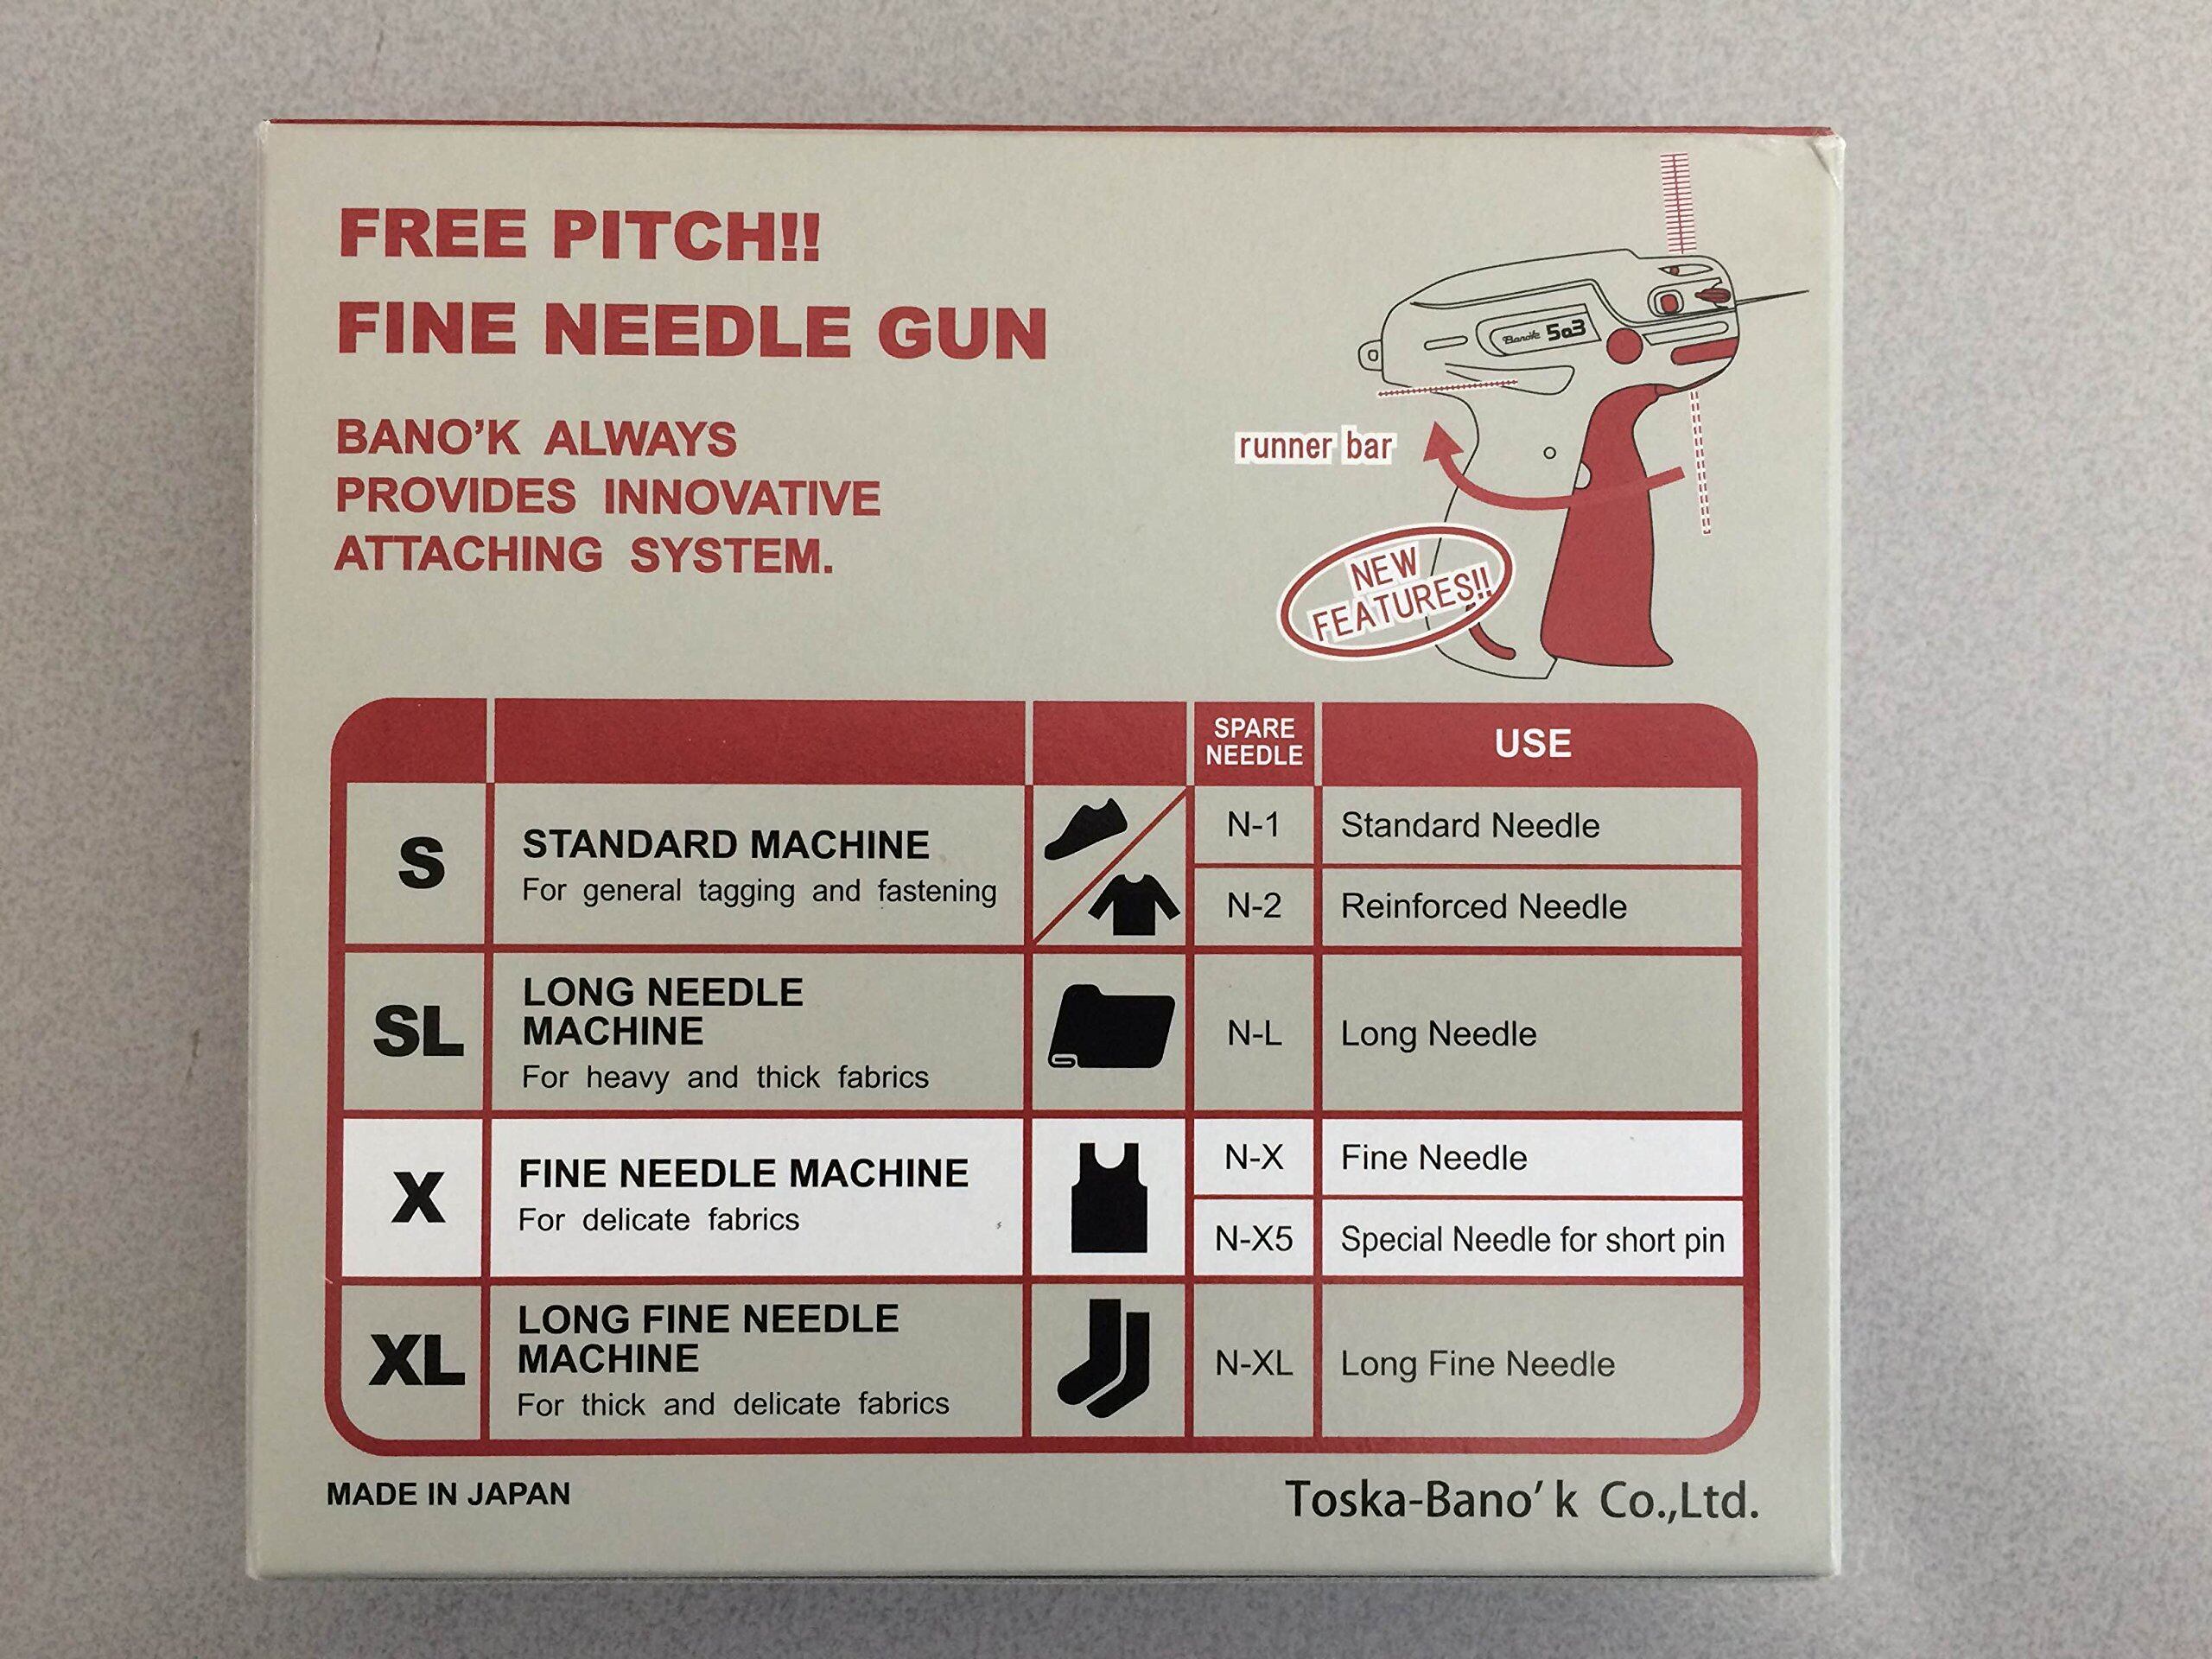 FREE PITCH!!
FINE NEEDLE GUN
BANO'K ALWAYS
PROVIDES INNOVATIVE
ATTACHING SYSTEM.
Bano'k 503
runner bar
NEW
FEATURES!!
SPARE
NEEDLE
USE
S
STANDARD MACHINE
For general tagging and fastening
N-1
Standard Needle
N-2
Reinforced Needle
SL
LONG NEEDLE
MACHINE
For heavy and thick fabrics
N-L
Long Needle
X
FINE NEEDLE MACHINE
For delicate fabrics
N-X
Fine Needle
N-X5
Special Needle for short pin
XL
LONG FINE NEEDLE
MACHINE
For thick and delicate fabrics
N-XL
Long Fine Needle
MADE IN JAPAN
Toska-Bano'k Co.,Ltd.